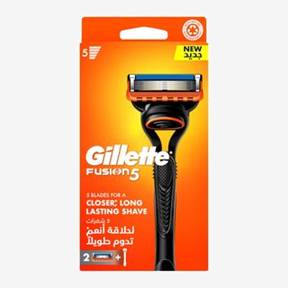 5
NEW
جديد
Gillette
FUSION5
5 BLADES FOR A
CLOSER, LONG
LASTING SHAVE
5 شفرات
لحلاقة أنعم
تدوم طويلاً
2
+